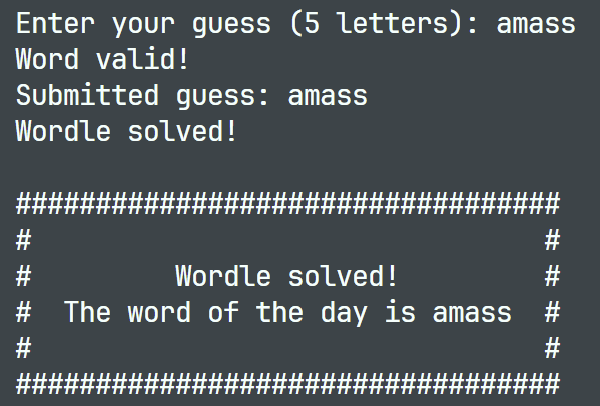 Enter your guess (5 letters): amass
Word valid!
Submitted guess: amass
Wordle solved!

##################################
#                                #
#         Wordle solved!         #
#  The word of the day is amass  #
#                                #
##################################